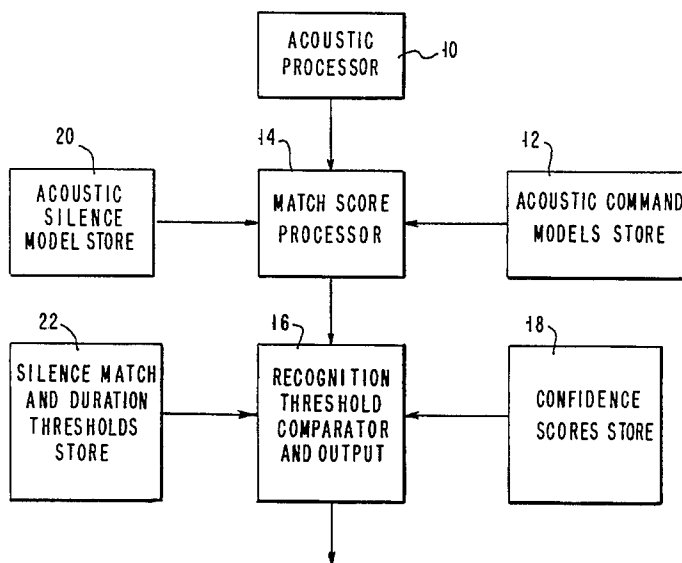 ACOUSTIC
PROCESSOR
10
20
14
12
ACOUSTIC
SILENCE
MODEL STORE
MATCH SCORE
PROCESSOR
ACOUSTIC COMMAND
MODELS STORE
22
16
18
SILENCE MATCH
AND DURATION
THRESHOLDS
STORE
RECOGNITION
THRESHOLD
COMPARATOR
AND OUTPUT
CONFIDENCE
SCORES STORE